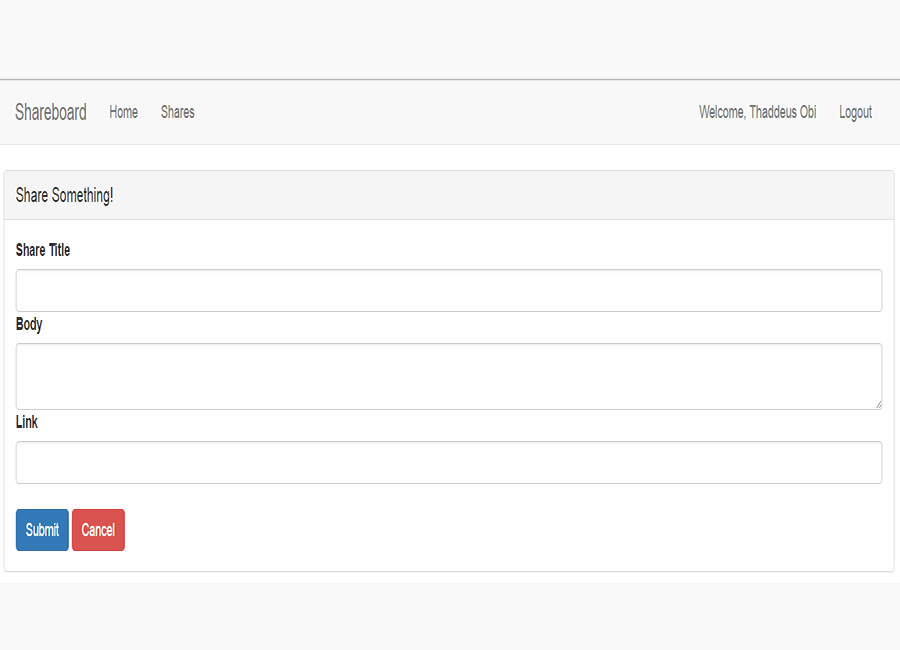 Shareboard Home Shares Welcome, Thaddeus Obi Logout
Share Something!
Share Title
Body
Link
Submit Cancel